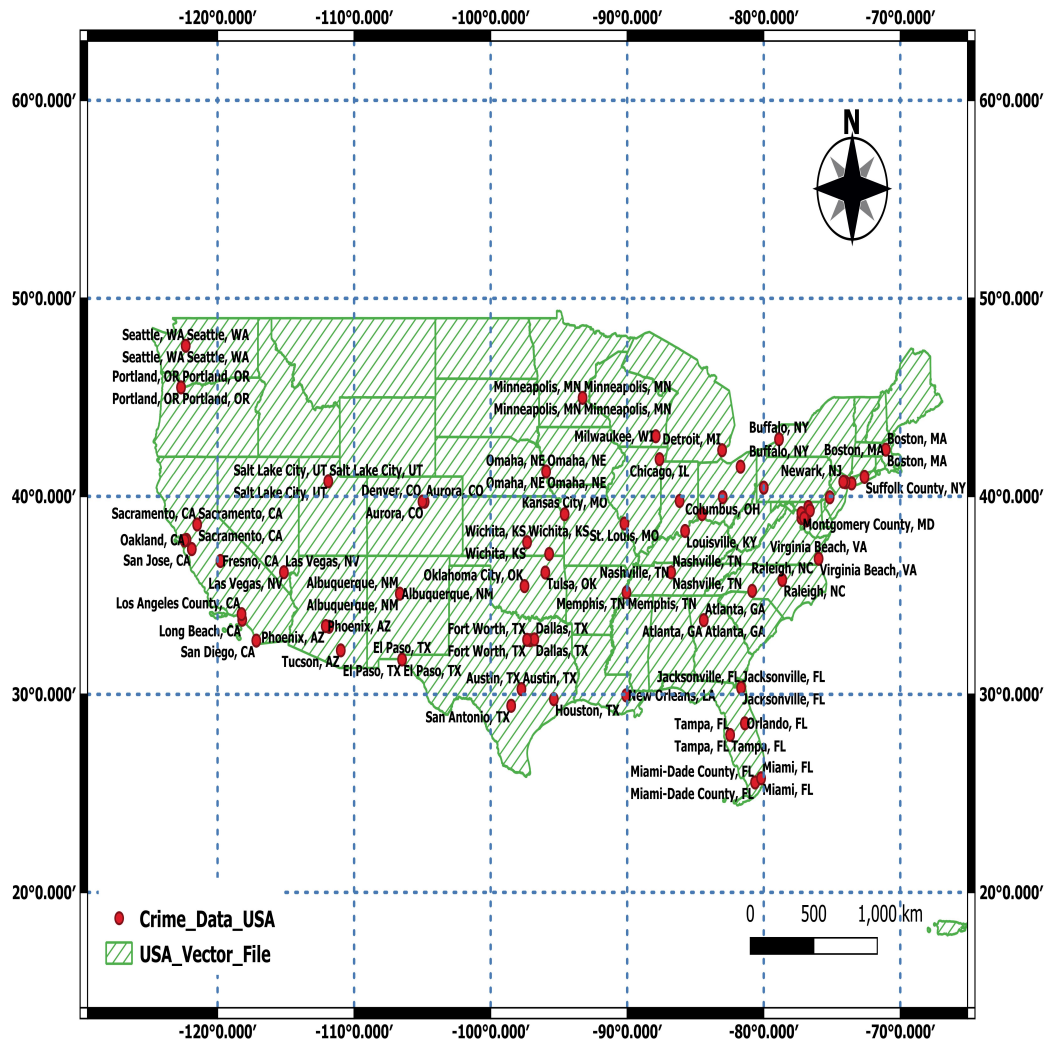 -120°0.000′ -110°0.000′ -100°0.000′ -90°0.000′ -80°0.000′ -70°0.000′
N
60°0.000′ 60°0.000′
50°0.000′ 50°0.000′
Seattle, WA Seattle, WA
Seattle, WA Seattle, WA
Portland, OR Portland, OR
Portland, OR Portland, OR
Minneapolis, MN Minneapolis, MN
Minneapolis, MN Minneapolis, MN
Buffalo, NY
Milwaukee, WI Detroit, MI
Boston, MA
Buffalo, NY Boston, MA
Omaha, NE Omaha, NE
Boston, MA
Salt Lake City, UT Salt Lake City, UT
Chicago, IL Newark, NJ
Omaha, NE Omaha, NE
Suffolk County, NY
Salt Lake City, UT Denver, CO Aurora, CO
40°0.000′ 40°0.000′
Kansas City, MO
Sacramento, CA Sacramento, CA
Aurora, CO
Columbus, OH
Montgomery County, MD
Wichita, KS Wichita, KS
Sacramento, CA
St. Louis, MO
Oakland, CA
Louisville, KY
Virginia Beach, VA
Wichita, KS
San Jose, CA Fresno, CA Las Vegas, NV
Nashville, TN
Raleigh, NC Virginia Beach, VA
Oklahoma City, OK
Nashville, TN
Las Vegas, NV Albuquerque, NM
Tulsa, OK
Nashville, TN
Raleigh, NC
Albuquerque, NM
Los Angeles County, CA Albuquerque, NM
Memphis, TN Memphis, TN
Atlanta, GA
Long Beach, CA Phoenix, AZ Phoenix, AZ
Fort Worth, TX Dallas, TX
Atlanta, GA Atlanta, GA
San Diego, CA El Paso, TX
Fort Worth, TX Dallas, TX
Tucson, AZ
El Paso, TX El Paso, TX
Austin, TX Austin, TX
Jacksonville, FL Jacksonville, FL
30°0.000′ 30°0.000′
New Orleans, LA
Jacksonville, FL
San Antonio, TX Houston, TX
Tampa, FL Orlando, FL
Tampa, FL Tampa, FL
Miami-Dade County, FL Miami, FL
Miami-Dade County, FL Miami, FL
20°0.000′ 20°0.000′
0 500 1,000 km
Crime_Data_USA
USA_Vector_File
-120°0.000′ -110°0.000′ -100°0.000′ -90°0.000′ -80°0.000′ -70°0.000′